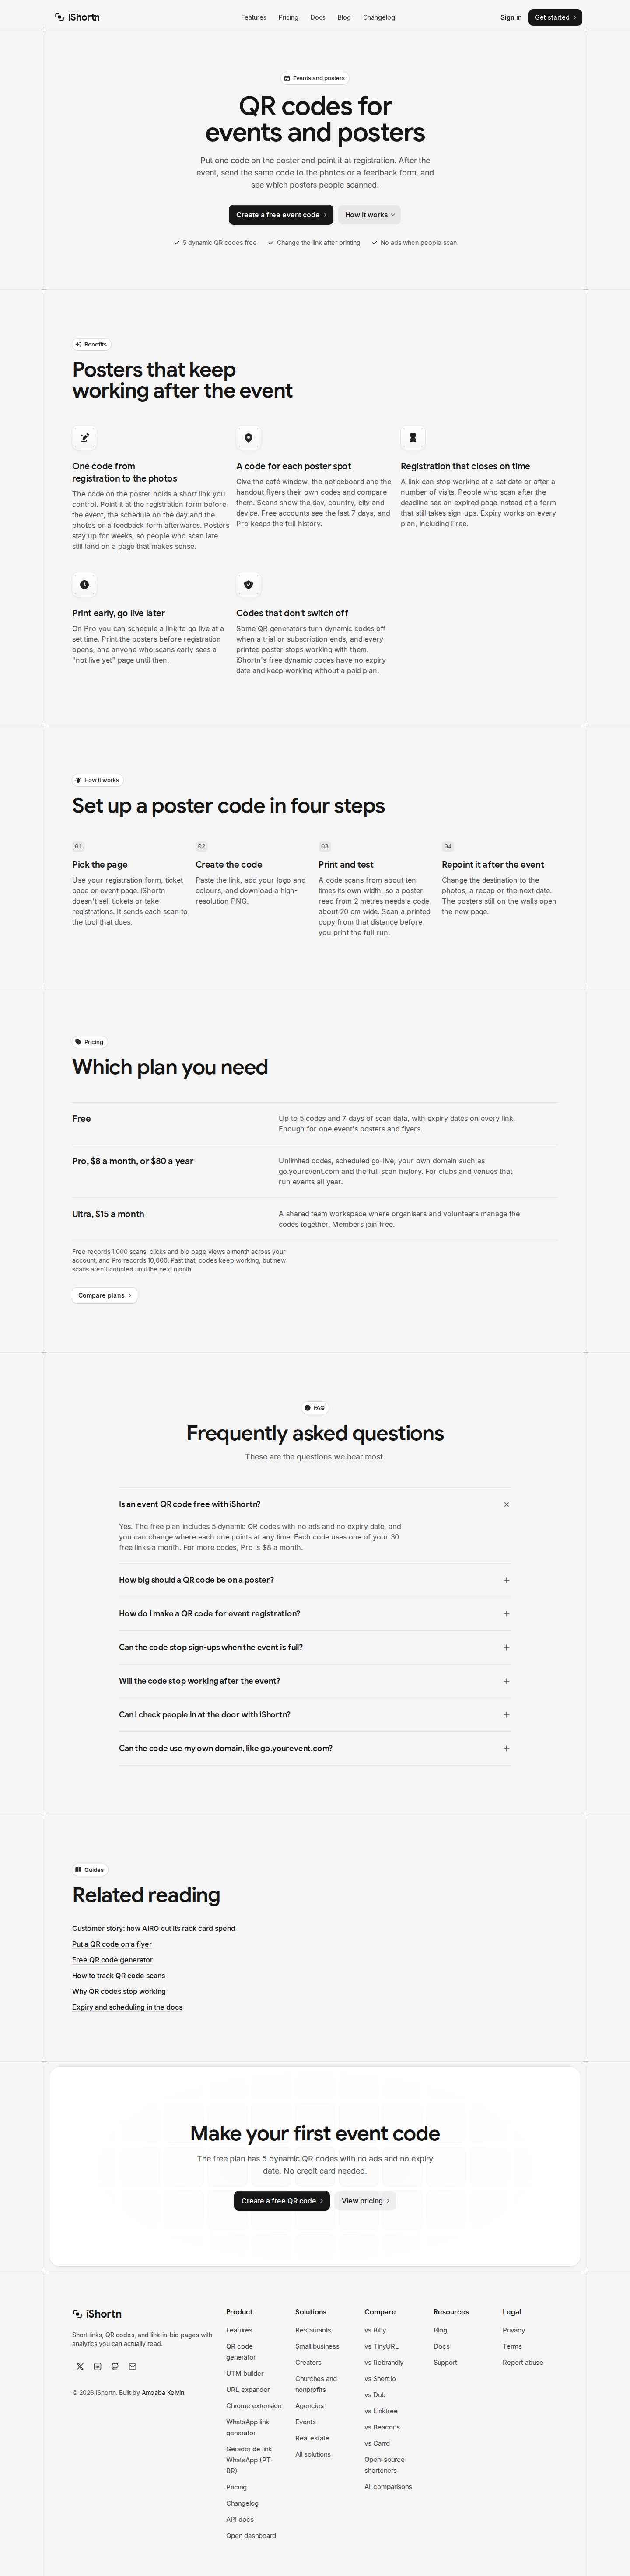 iShortn
Features
Pricing
Docs
Blog
Changelog
Sign in
Get started
Events and posters
QR codes for
events and posters
Put one code on the poster and point it at registration. After the
event, send the same code to the photos or a feedback form, and
see which posters people scanned.
Create a free event code
How it works
5 dynamic QR codes free
Change the link after printing
No ads when people scan
Benefits
Posters that keep
working after the event
One code from
registration to the photos
The code on the poster holds a short link you
control. Point it at the registration form before
the event, the schedule on the day and the
photos or a feedback form afterwards. Posters
stay up for weeks, so people who scan late
still land on a page that makes sense.
A code for each poster spot
Give the café window, the noticeboard and the
handout flyers their own codes and compare
them. Scans show the day, country, city and
device. Free accounts see the last 7 days, and
Pro keeps the full history.
Registration that closes on time
A link can stop working at a set date or after a
number of visits. People who scan after the
deadline see an expired page instead of a form
that still takes sign-ups. Expiry works on every
plan, including Free.
Print early, go live later
On Pro you can schedule a link to go live at a
set time. Print the posters before registration
opens, and anyone who scans early sees a
"not live yet" page until then.
Codes that don't switch off
Some QR generators turn dynamic codes off
when a trial or subscription ends, and every
printed poster stops working with them.
iShortn's free dynamic codes have no expiry
date and keep working without a paid plan.
How it works
Set up a poster code in four steps
01
Pick the page
Use your registration form, ticket
page or event page. iShortn
doesn't sell tickets or take
registrations. It sends each scan to
the tool that does.
02
Create the code
Paste the link, add your logo and
colours, and download a high-
resolution PNG.
03
Print and test
A code scans from about ten
times its own width, so a poster
read from 2 metres needs a code
about 20 cm wide. Scan a printed
copy from that distance before
you print the full run.
04
Repoint it after the event
Change the destination to the
photos, a recap or the next date.
The posters still on the walls open
the new page.
Pricing
Which plan you need
Free
Up to 5 codes and 7 days of scan data, with expiry dates on every link.
Enough for one event's posters and flyers.
Pro, $8 a month, or $80 a year
Unlimited codes, scheduled go-live, your own domain such as
go.yourevent.com and the full scan history. For clubs and venues that
run events all year.
Ultra, $15 a month
A shared team workspace where organisers and volunteers manage the
codes together. Members join free.
Free records 1,000 scans, clicks and bio page views a month across your
account, and Pro records 10,000. Past that, codes keep working, but new
scans aren't counted until the next month.
Compare plans
FAQ
Frequently asked questions
These are the questions we hear most.
Is an event QR code free with iShortn?
Yes. The free plan includes 5 dynamic QR codes with no ads and no expiry date, and
you can change where each one points at any time. Each code uses one of your 30
free links a month. For more codes, Pro is $8 a month.
How big should a QR code be on a poster?
How do I make a QR code for event registration?
Can the code stop sign-ups when the event is full?
Will the code stop working after the event?
Can I check people in at the door with iShortn?
Can the code use my own domain, like go.yourevent.com?
Guides
Related reading
Customer story: how AIRO cut its rack card spend
Put a QR code on a flyer
Free QR code generator
How to track QR code scans
Why QR codes stop working
Expiry and scheduling in the docs
Make your first event code
The free plan has 5 dynamic QR codes with no ads and no expiry
date. No credit card needed.
Create a free QR code
View pricing
iShortn
Short links, QR codes, and link-in-bio pages with
analytics you can actually read.
© 2026 iShortn. Built by Amoaba Kelvin.
Product
Features
QR code
generator
UTM builder
URL expander
Chrome extension
WhatsApp link
generator
Gerador de link
WhatsApp (PT-
BR)
Pricing
Changelog
API docs
Open dashboard
Solutions
Restaurants
Small business
Creators
Churches and
nonprofits
Agencies
Events
Real estate
All solutions
Compare
vs Bitly
vs TinyURL
vs Rebrandly
vs Short.io
vs Dub
vs Linktree
vs Beacons
vs Carrd
Open-source
shorteners
All comparisons
Resources
Blog
Docs
Support
Legal
Privacy
Terms
Report abuse